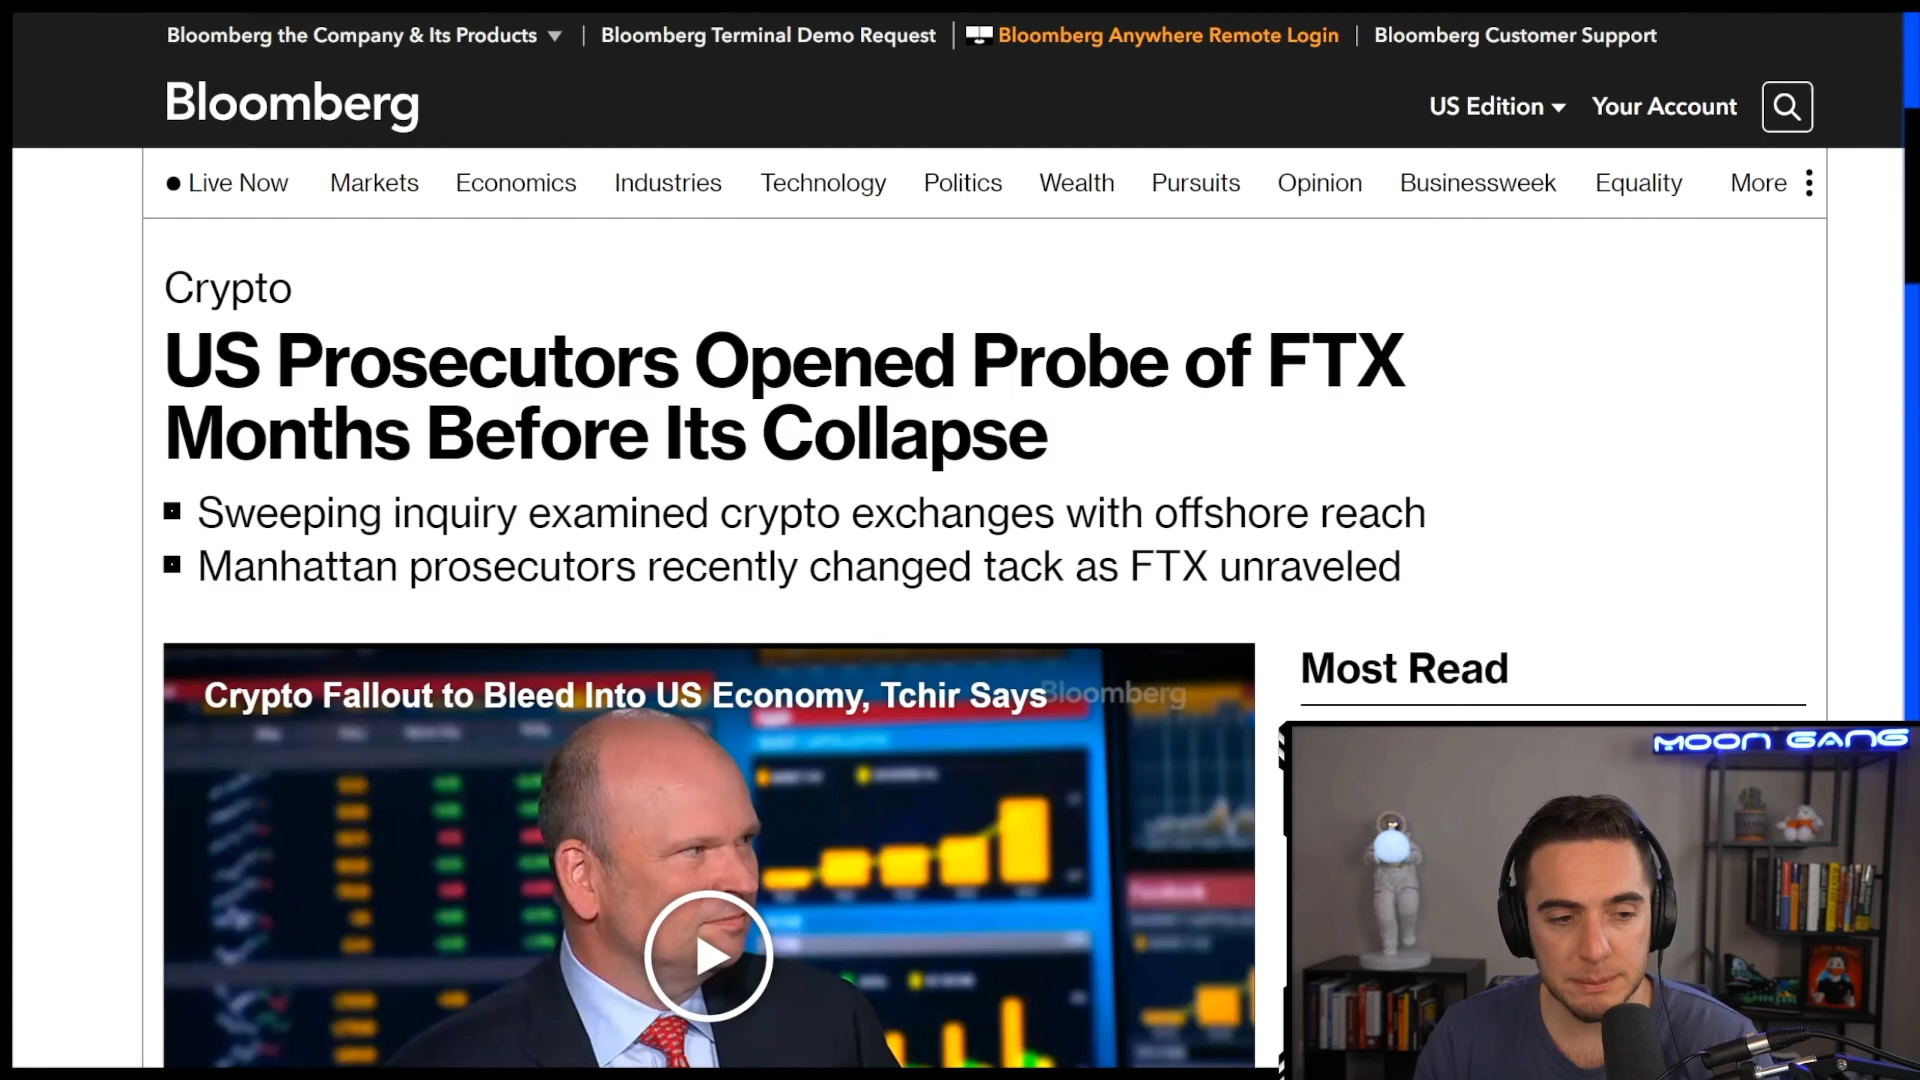 Bloomberg the Company & Its Products
Bloomberg Terminal Demo Request
Bloomberg Anywhere Remote Login
Bloomberg Customer Support
Bloomberg
US Edition
Your Account
Live Now
Markets
Economics
Industries
Technology
Politics
Wealth
Pursuits
Opinion
Businessweek
Equality
More
Crypto
US Prosecutors Opened Probe of FTX
Months Before Its Collapse
Sweeping inquiry examined crypto exchanges with offshore reach
Manhattan prosecutors recently changed tack as FTX unraveled
Crypto Fallout to Bleed Into US Economy, Tchir Says
Bloomberg
Most Read
MOON GANG